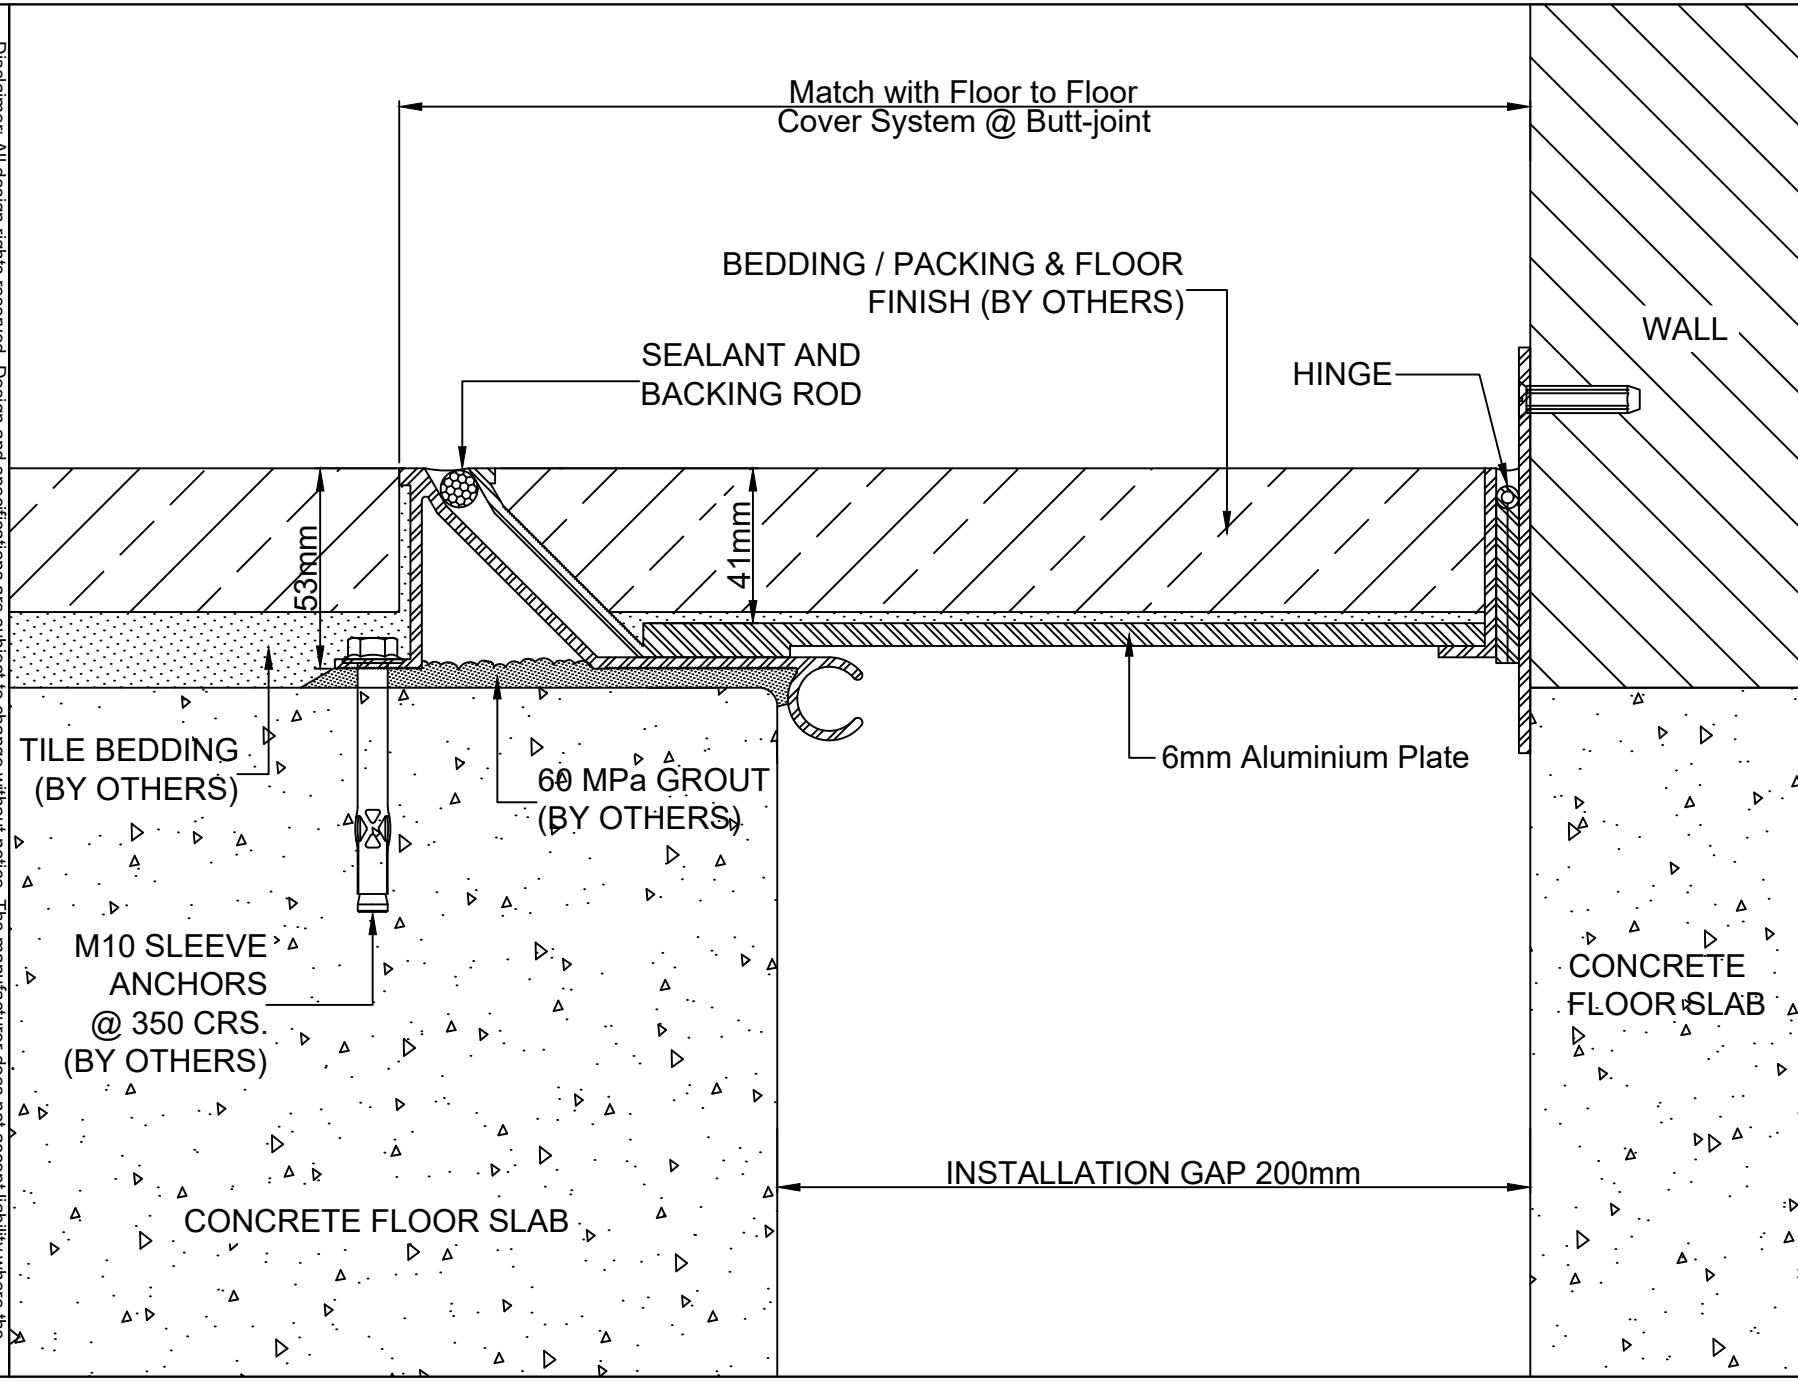 Match with Floor to Floor
Cover System @ Butt-joint
BEDDING / PACKING & FLOOR
FINISH (BY OTHERS)
SEALANT AND
BACKING ROD
HINGE
WALL
53mm
41mm
TILE BEDDING
(BY OTHERS)
60 MPa GROUT
(BY OTHERS)
6mm Aluminium Plate
M10 SLEEVE
ANCHORS
@ 350 CRS.
(BY OTHERS)
CONCRETE
FLOOR SLAB
INSTALLATION GAP 200mm
CONCRETE FLOOR SLAB